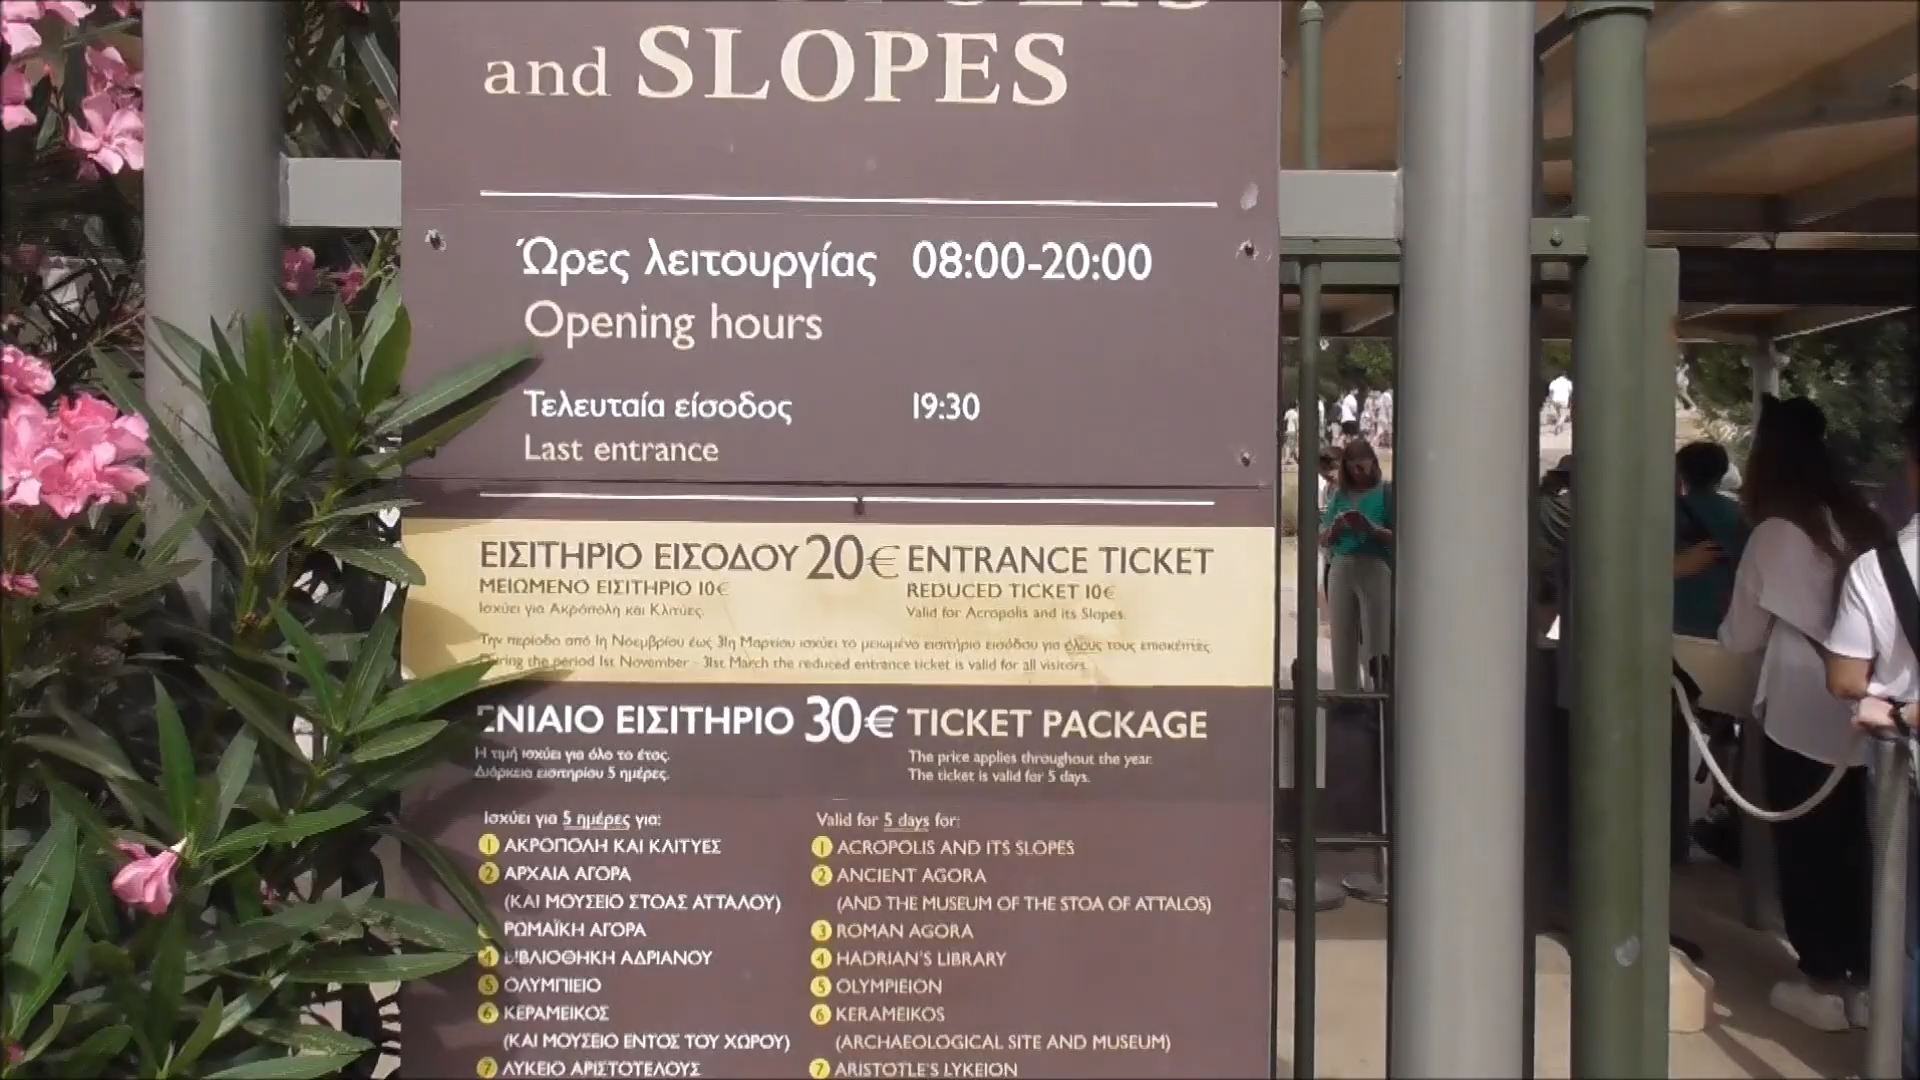 and SLOPES
Ώρες λειτουργίας 08:00-20:00
Opening hours
Τελευταία είσοδος 19:30
Last entrance
ΕΙΣΙΤΗΡΙΟ ΕΙΣΟΔΟΥ 20€ ENTRANCE TICKET
ΜΕΙΩΜΕΝΟ ΕΙΣΙΤΗΡΙΟ 10€ REDUCED TICKET 10€
Ισχύει για Ακρόπολη και Κλιτύες. Valid for Acropolis and its Slopes.
Την περίοδο από 1η Νοεμβρίου έως 31η Μαρτίου ισχύει το μειωμένο εισιτήριο εισόδου για όλους τους επισκέπτες
During the period 1st November - 31st March the reduced entrance ticket is valid for all visitors.
ΕΝΙΑΙΟ ΕΙΣΙΤΗΡΙΟ 30€ TICKET PACKAGE
Η τιμή ισχύει για όλο το έτος. The price applies throughout the year.
Διάρκεια εισιτηρίου 5 ημέρες. The ticket is valid for 5 days.
Ισχύει για 5 ημέρες για: Valid for 5 days for:
1 ΑΚΡΟΠΟΛΗ ΚΑΙ ΚΛΙΤΥΕΣ 1 ACROPOLIS AND ITS SLOPES
2 ΑΡΧΑΙΑ ΑΓΟΡΑ 2 ANCIENT AGORA
(ΚΑΙ ΜΟΥΣΕΙΟ ΣΤΟΑΣ ΑΤΤΑΛΟΥ) (AND THE MUSEUM OF THE STOA OF ATTALOS)
ΡΩΜΑΪΚΗ ΑΓΟΡΑ 3 ROMAN AGORA
4 ΒΙΒΛΙΟΘΗΚΗ ΑΔΡΙΑΝΟΥ 4 HADRIAN'S LIBRARY
5 ΟΛΥΜΠΙΕΙΟ 5 OLYMPIEION
6 ΚΕΡΑΜΕΙΚΟΣ 6 KERAMEIKOS
(ΚΑΙ ΜΟΥΣΕΙΟ ΕΝΤΟΣ ΤΟΥ ΧΩΡΟΥ) (ARCHAEOLOGICAL SITE AND MUSEUM)
7 ΛΥΚΕΙΟ ΑΡΙΣΤΟΤΕΛΟΥΣ 7 ARISTOTLE'S LYKEION